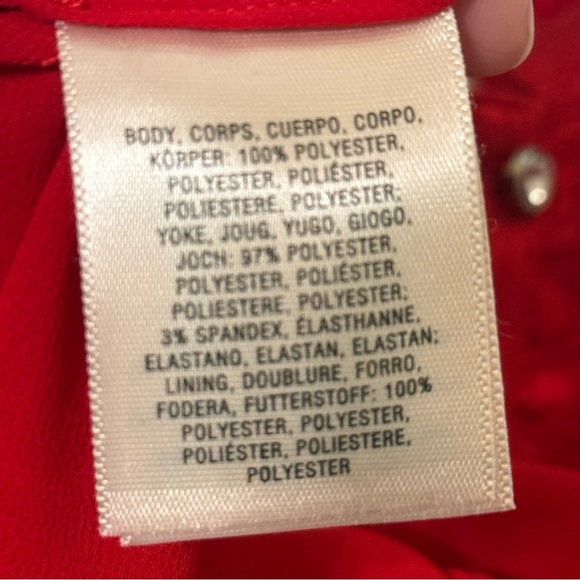 BODY, CORPS, CUERPO, CORPO,
KÖRPER: 100% POLYESTER,
POLYESTER, POLIÉSTER,
POLIESTERE, POLYESTER;
YOKE, JOUG, YUGO, GIOGO,
JOCH: 97% POLYESTER,
POLYESTER, POLIÉSTER,
POLIESTERE, POLYESTER;
3% SPANDEX, ÉLASTHANNE,
ELASTANO, ELASTAN, ELASTAN;
LINING, DOUBLURE, FORRO,
FODERA, FUTTERSTOFF: 100%
POLYESTER, POLYESTER,
POLIÉSTER, POLIESTERE,
POLYESTER